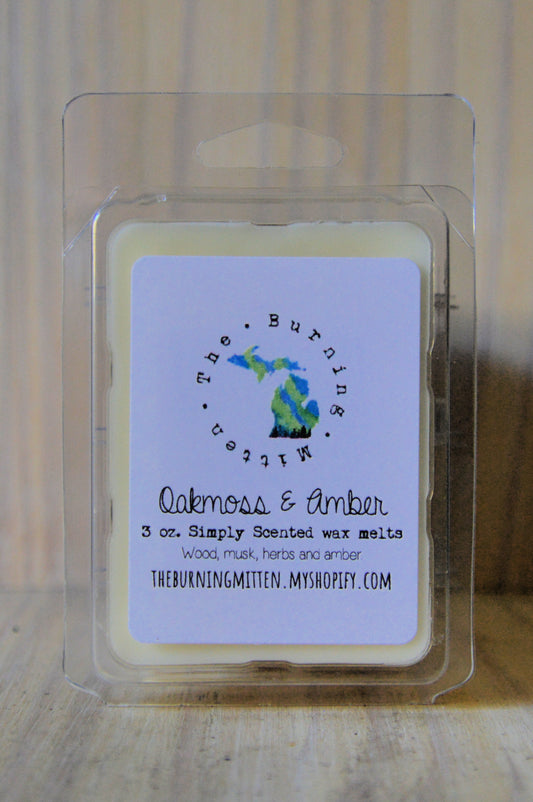 The • Burning • Mitten •
Oakmoss & Amber
3 oz. Simply Scented wax melts
Wood, musk, herbs and amber
THEBURNINGMITTEN.MYSHOPIFY.COM